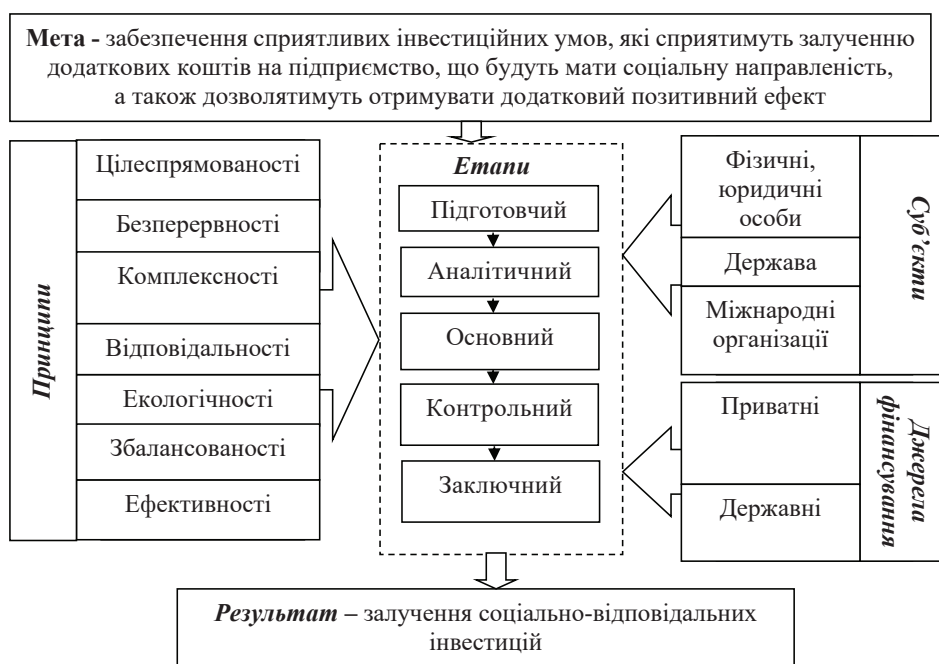 Мета - забезпечення сприятливих інвестиційних умов, які сприятимуть залученню
додаткових коштів на підприємство, що будуть мати соціальну направленість,
а також дозволятимуть отримувати додатковий позитивний ефект
Принципи
Цілеспрямованості
Безперервності
Комплексності
Відповідальності
Екологічності
Збалансованості
Ефективності
Етапи
Підготовчий
Аналітичний
Основний
Контрольний
Заключний
Фізичні,
юридичні
особи
Держава
Міжнародні
організації
Суб’єкти
Приватні
Державні
Джерела
фінансування
Результат – залучення соціально-відповідальних
інвестицій